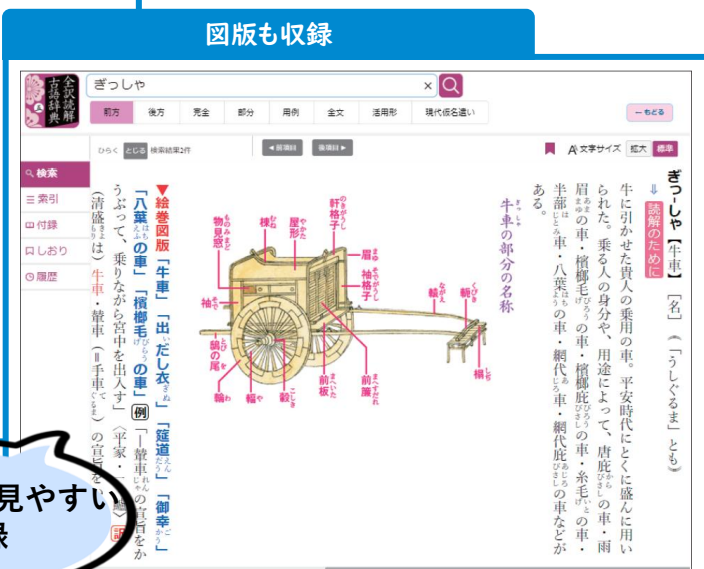 図版も収録
全訳読解
古語辞典
ぎっしゃ
×
前方 後方 完全 部分 用例 全文 活用形 現代仮名遣い
もどる
ひらく とじる 検索結果2件
◀前項目 後項目▶
A 文字サイズ 拡大 標準
検索
索引
付録
しおり
履歴
ぎっ-しゃ【牛車】[名]《「うしぐるま」とも》
⇩読解のために
牛に引かせた貴人の乗用の車。平安時代にとくに盛んに用い
られた。乗る人の身分や、用途によって、唐庇の車・雨
眉の車・檳榔毛の車・檳榔庇の車・糸毛の車・
半蔀車・八葉の車・網代車・網代庇の車などが
ある。
牛車の部分の名称
軒格子
眉
袖格子
屋形
棟
物見窓
袖
鴟の尾
輪
輻
轂
前板
前簾
轅
軛
榻
▼絵巻図版「牛車」「出だし衣」「筵道」「御幸」
「八葉の車」「檳榔毛の車」例「―輦車の宣旨をか
うぶって、乗りながら宮中を出入す」〈平家・一
(清盛は)牛車・輦車(=手車)の宣旨を
訳
見やすい
録